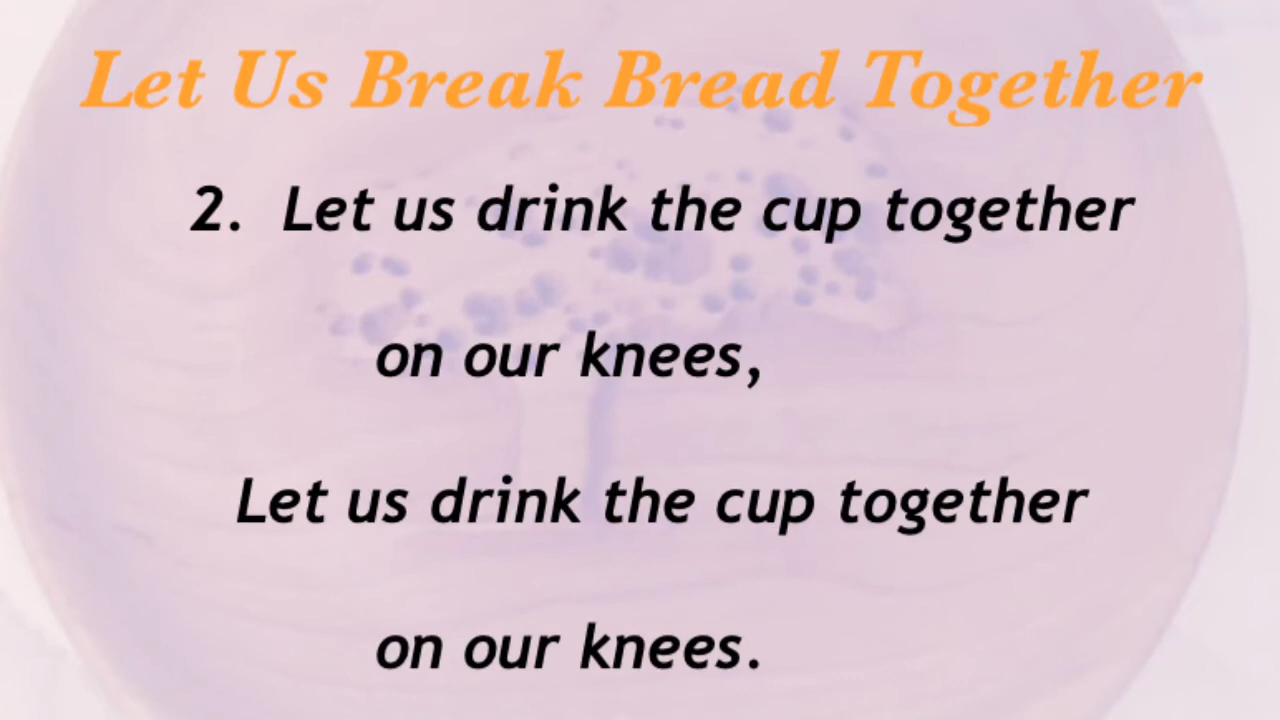 Let Us Break Bread Together
2. Let us drink the cup together
on our knees,
Let us drink the cup together
on our knees.